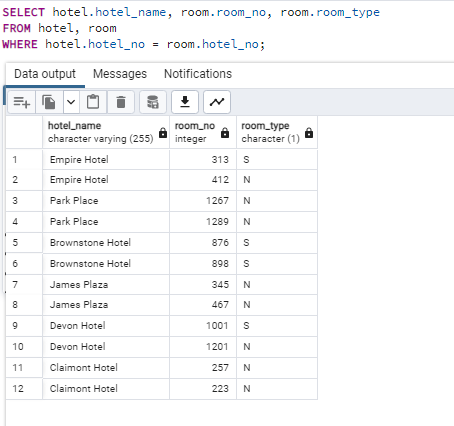 SELECT hotel.hotel_name, room.room_no, room.room_type
FROM hotel, room
WHERE hotel.hotel_no = room.hotel_no;
Data output Messages Notifications
hotel_name room_no room_type
character varying (255) integer character (1)
1 Empire Hotel 313 S
2 Empire Hotel 412 N
3 Park Place 1267 N
4 Park Place 1289 N
5 Brownstone Hotel 876 S
6 Brownstone Hotel 898 S
7 James Plaza 345 N
8 James Plaza 467 N
9 Devon Hotel 1001 S
10 Devon Hotel 1201 N
11 Claimont Hotel 257 N
12 Claimont Hotel 223 N